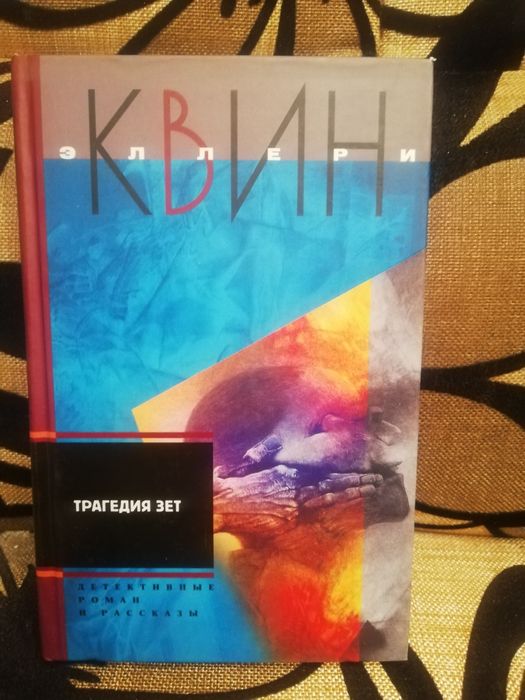 КВИН
ЭЛЛЕРИ
ТРАГЕДИЯ ЗЕТ
ДЕТЕКТИВНЫЕ
РОМАН
И РАССКАЗЫ